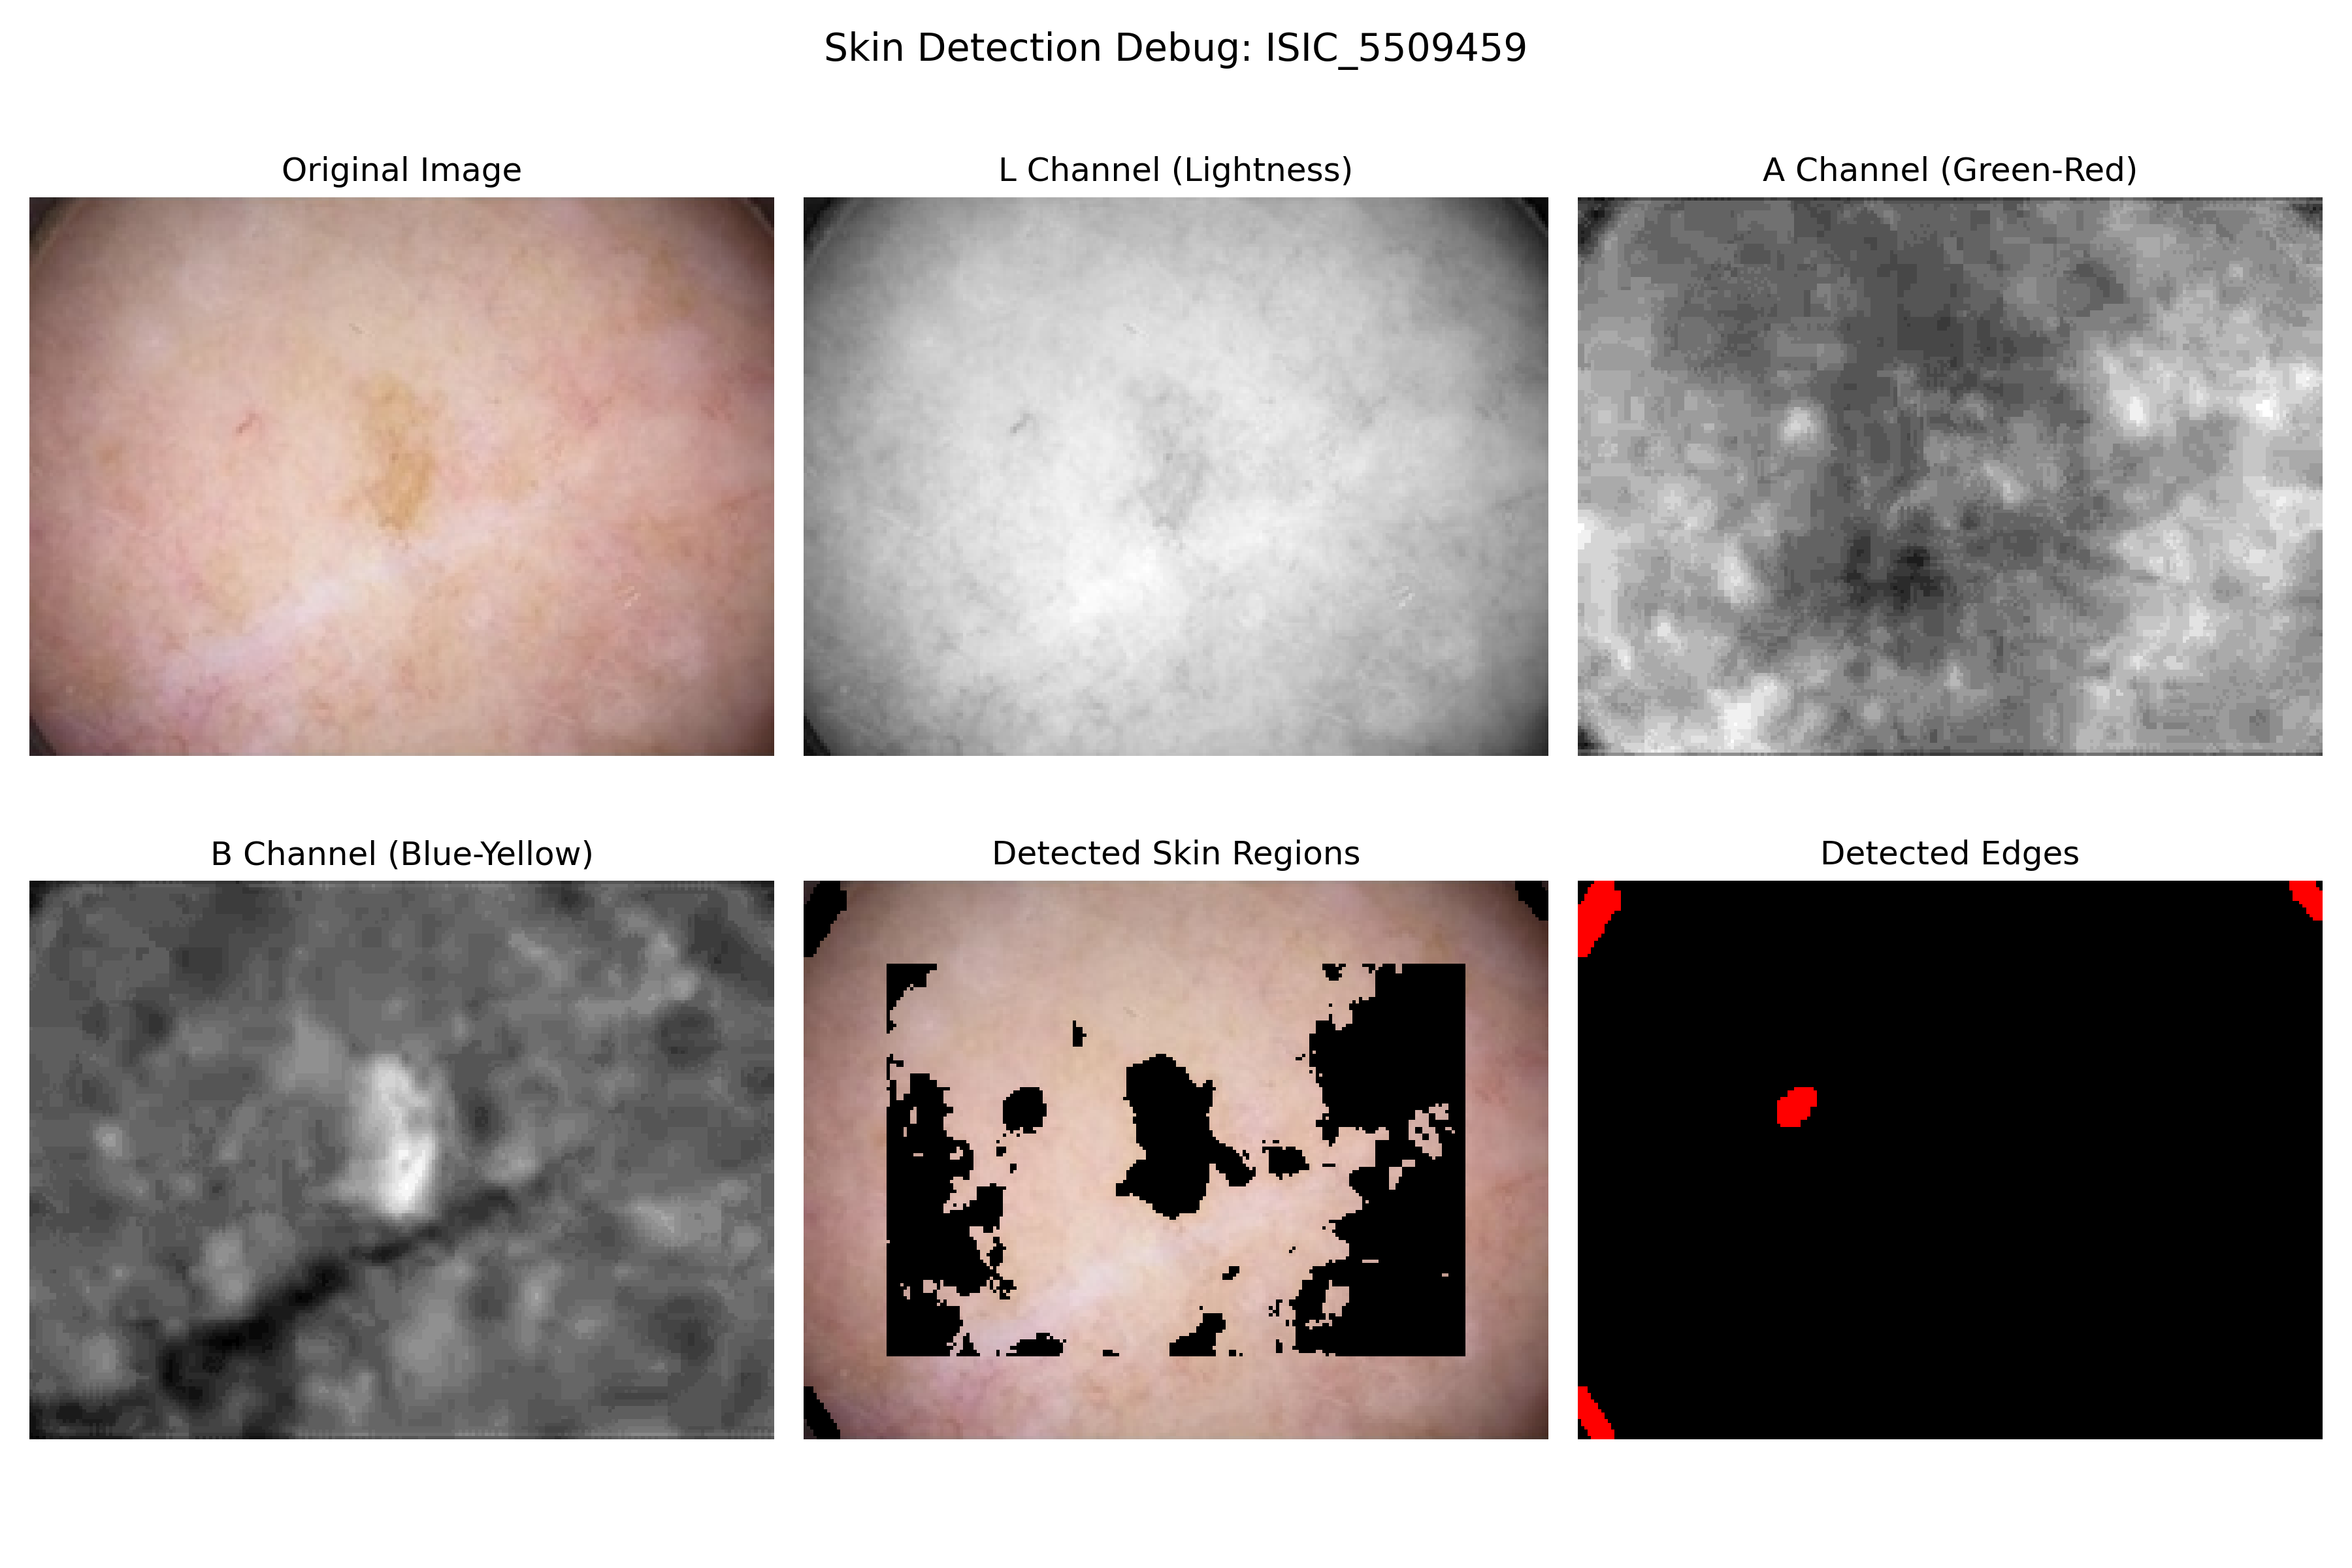 Skin Detection Debug: ISIC_5509459
Original Image
L Channel (Lightness)
A Channel (Green-Red)
B Channel (Blue-Yellow)
Detected Skin Regions
Detected Edges